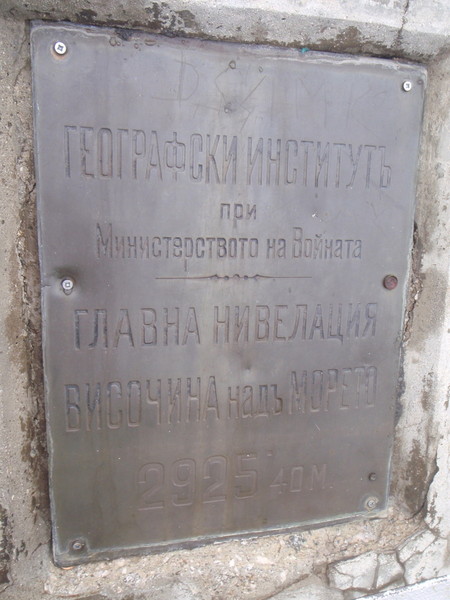 ГЕОГРАФСКИ ИНСТИТУТЪ
при
Министерството на Войната
ГЛАВНА НИВЕЛАЦИЯ
ВИСОЧИНА надъ МОРЕТО
2925 40 М.